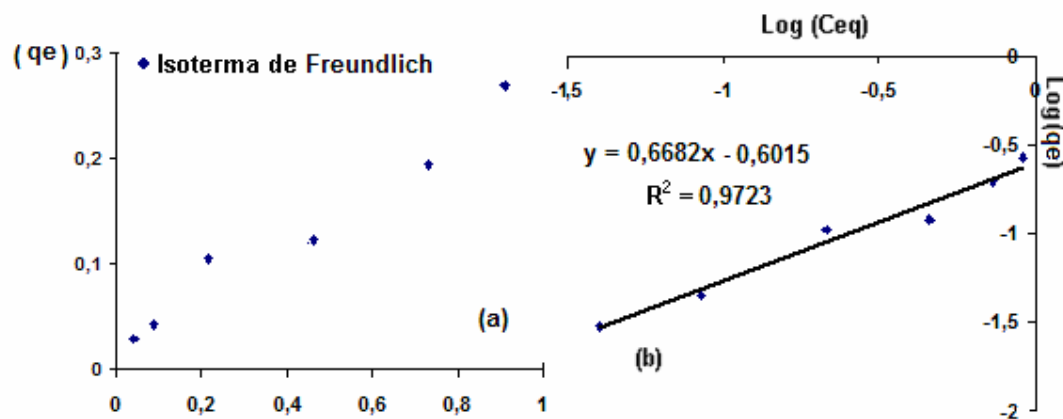 (qe)
Isoterma de Freundlich
0,3
0,2
0,1
0
0 0,2 0,4 0,6 0,8 1
(a)
Log (Ceq)
-1,5 -1 -0,5 0
Log(qe)
0
-0,5
-1
-1,5
-2
y = 0,6682x - 0,6015
R² = 0,9723
(b)